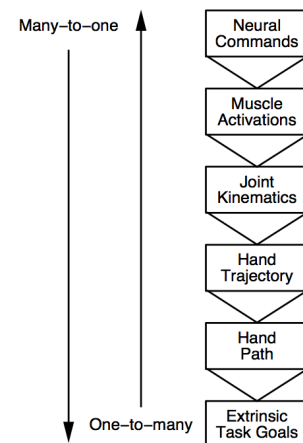 Many-to-one
Neural
Commands
Muscle
Activations
Joint
Kinematics
Hand
Trajectory
Hand
Path
One-to-many
Extrinsic
Task Goals